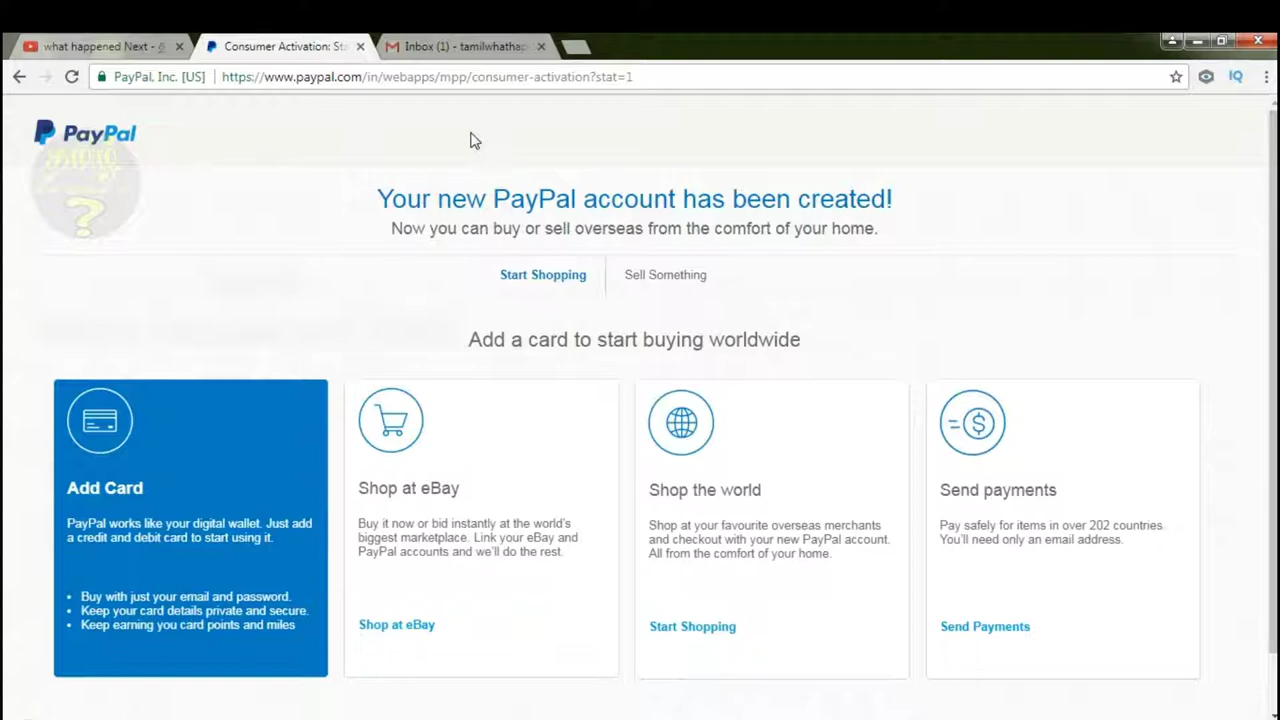 what happened Next -
Consumer Activation: Sta
Inbox (1) - tamilwhathap
PayPal, Inc. [US]
https://www.paypal.com/in/webapps/mpp/consumer-activation?stat=1
IQ
PayPal
?
Your new PayPal account has been created!
Now you can buy or sell overseas from the comfort of your home.
Start Shopping
Sell Something
Add a card to start buying worldwide
Add Card
PayPal works like your digital wallet. Just add
a credit and debit card to start using it.
• Buy with just your email and password.
• Keep your card details private and secure.
• Keep earning you card points and miles
Shop at eBay
Buy it now or bid instantly at the world's
biggest marketplace. Link your eBay and
PayPal accounts and we'll do the rest.
Shop at eBay
Shop the world
Shop at your favourite overseas merchants
and checkout with your new PayPal account.
All from the comfort of your home.
Start Shopping
Send payments
Pay safely for items in over 202 countries.
You'll need only an email address.
Send Payments